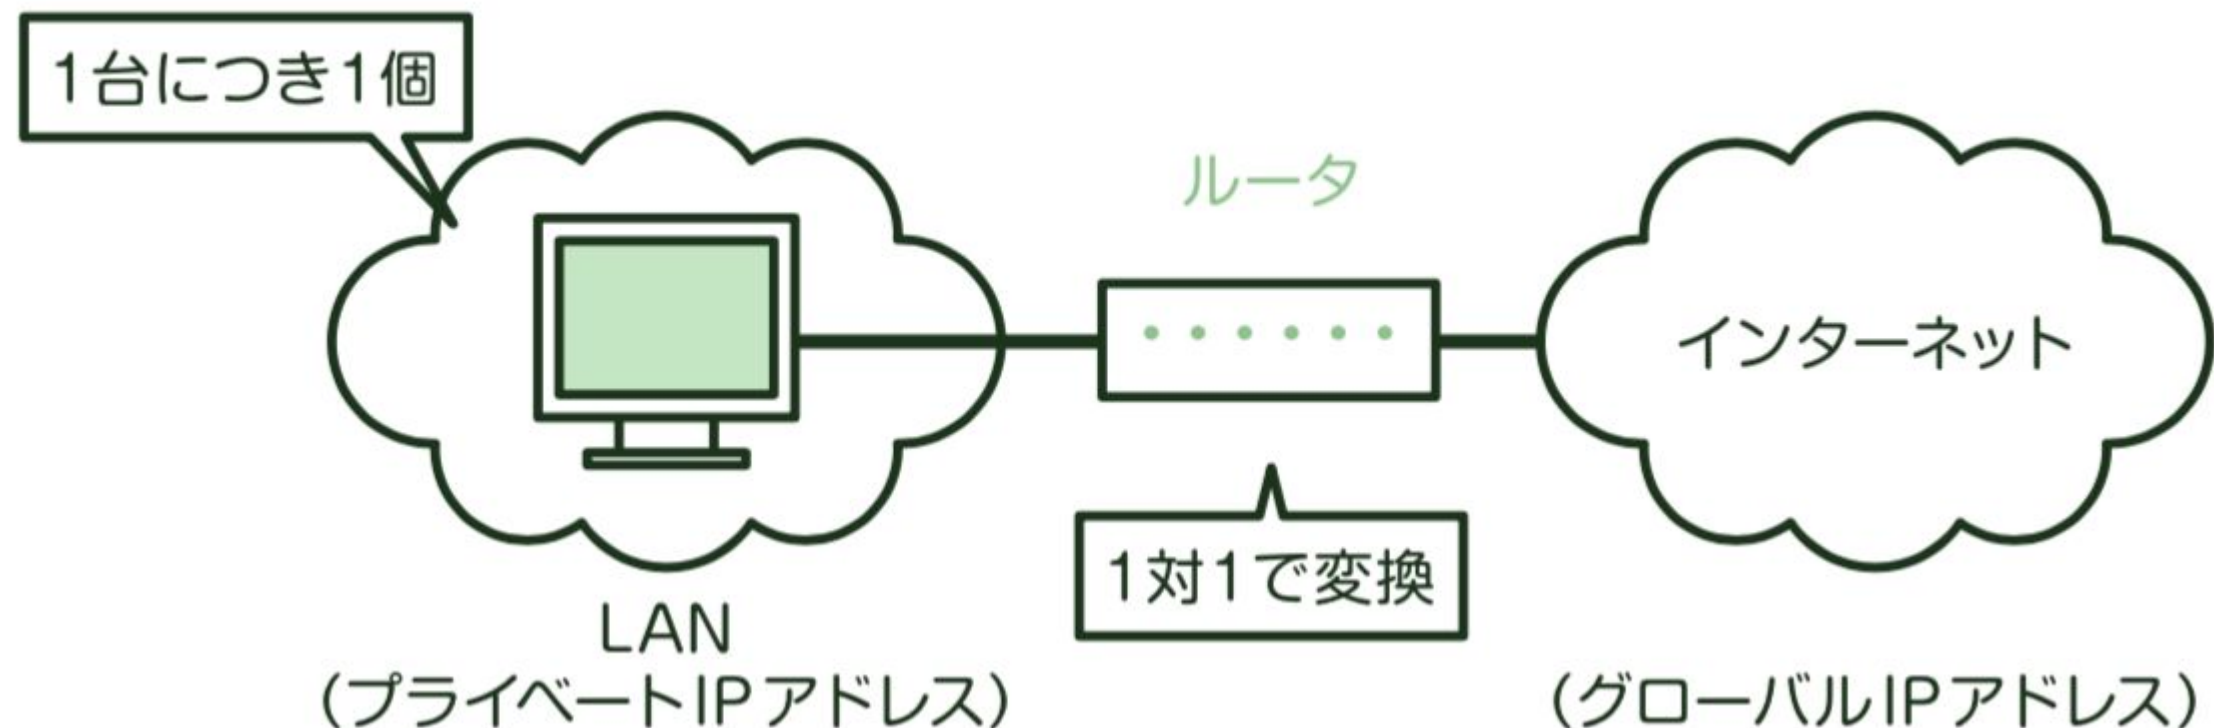 1台につき1個
ルータ
インターネット
1対1で変換
LAN
(プライベートIPアドレス)
(グローバルIPアドレス)